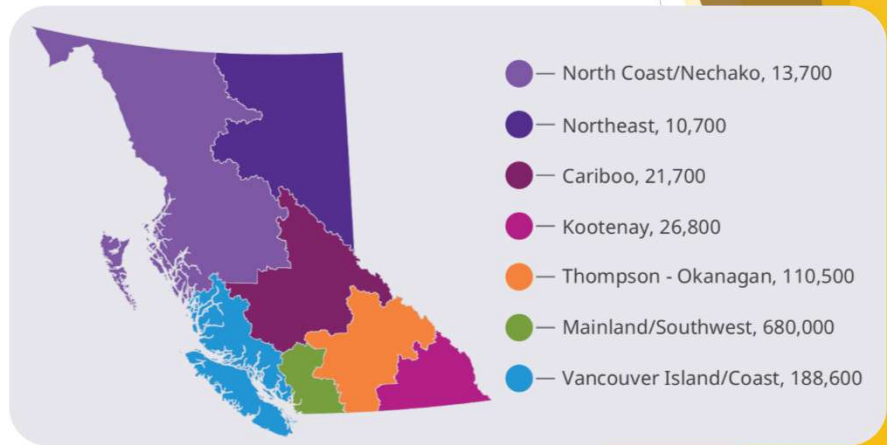 North Coast/Nechako, 13,700
Northeast, 10,700
Cariboo, 21,700
Kootenay, 26,800
Thompson - Okanagan, 110,500
Mainland/Southwest, 680,000
Vancouver Island/Coast, 188,600